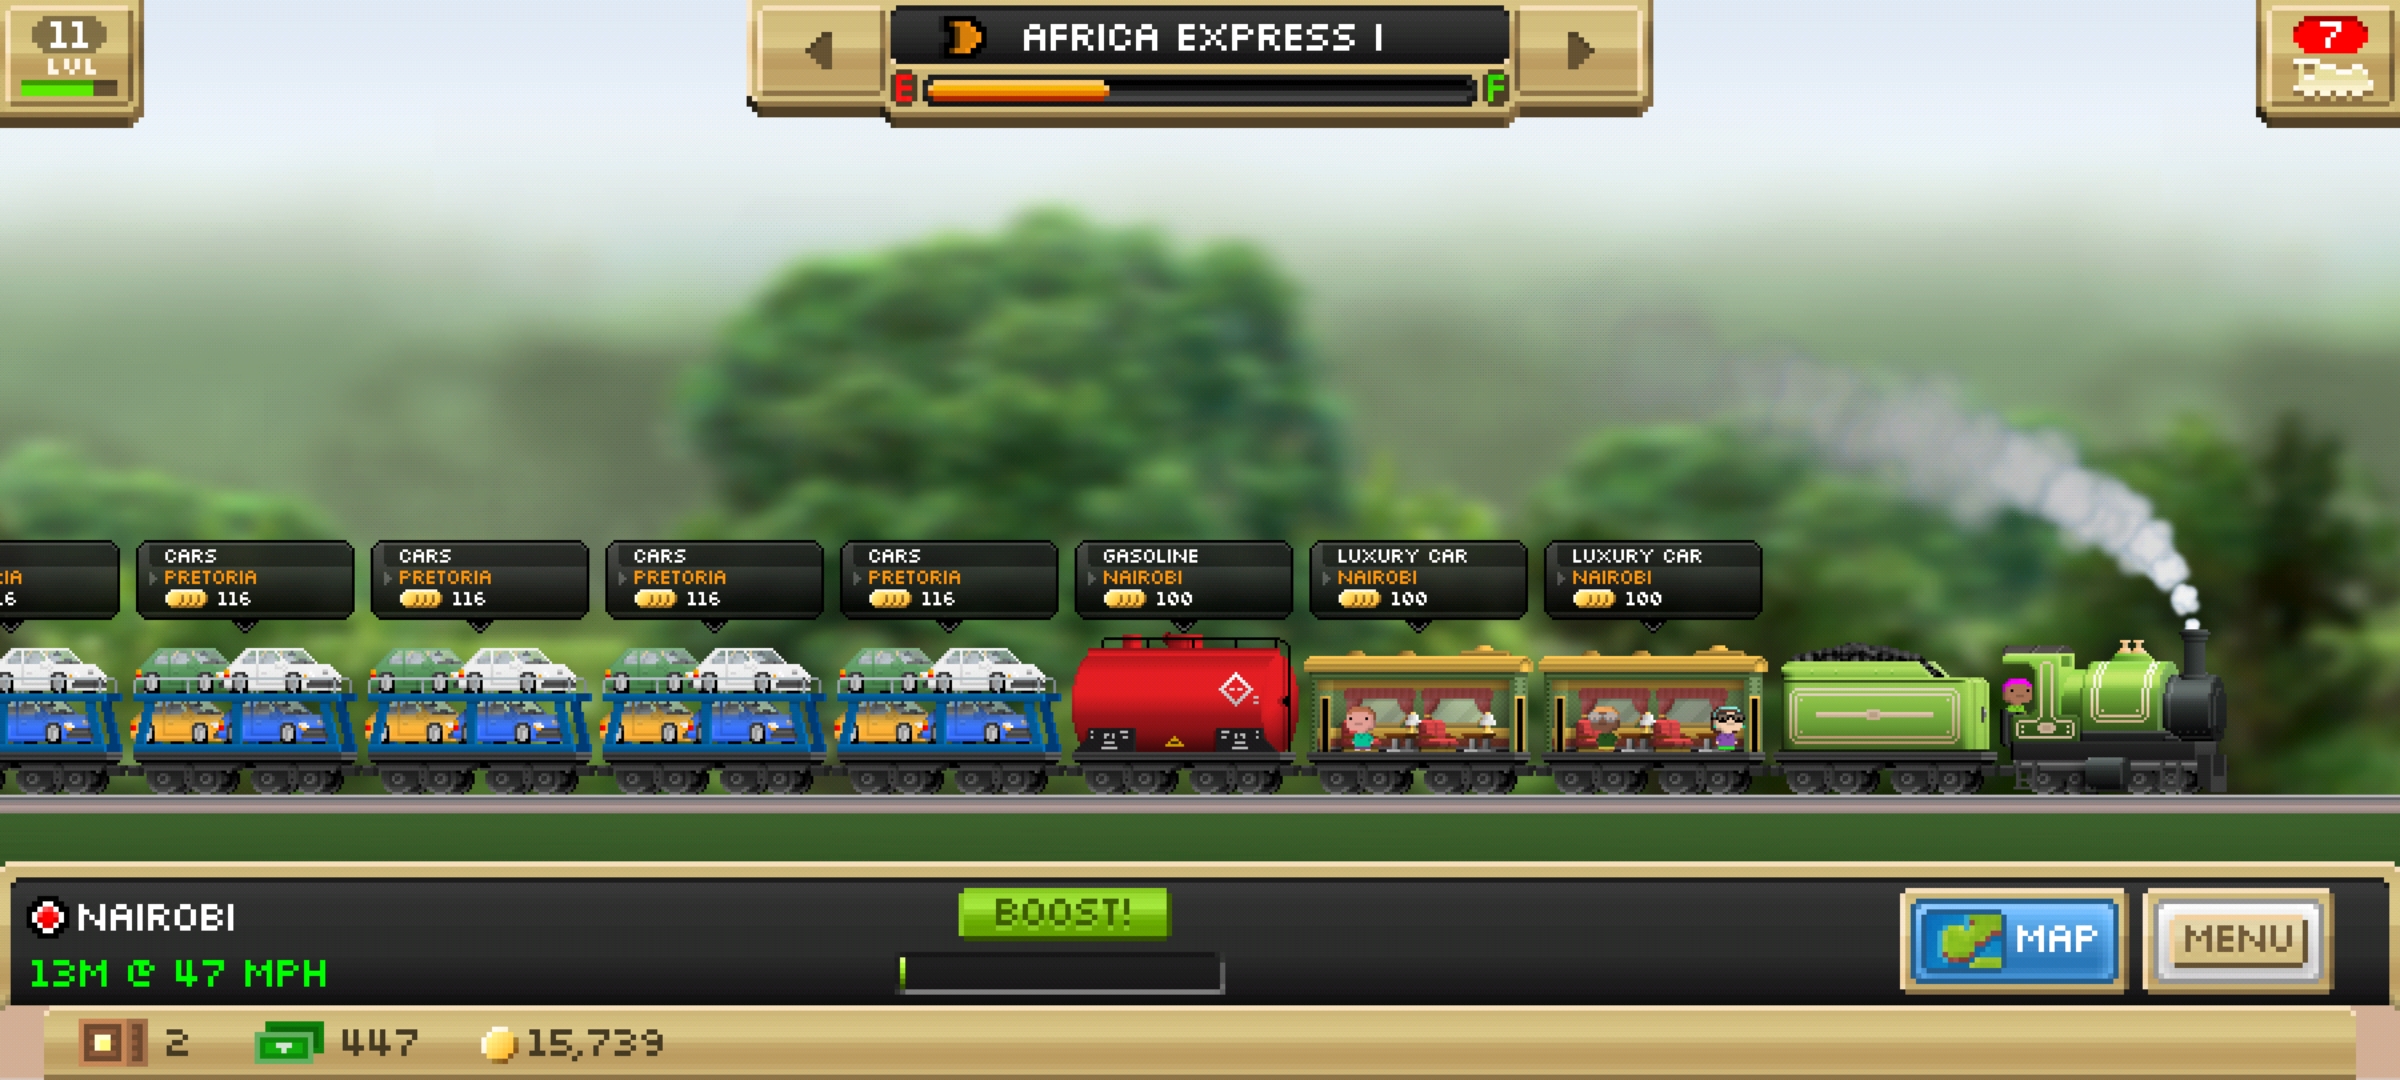 11
LVL
AFRICA EXPRESS I
E
F
7
CARS
PRETORIA
116
CARS
PRETORIA
116
CARS
PRETORIA
116
CARS
PRETORIA
116
GASOLINE
NAIROBI
100
LUXURY CAR
NAIROBI
100
LUXURY CAR
NAIROBI
100
NAIROBI
13M @ 47 MPH
BOOST!
MAP
MENU
2
447
15,739